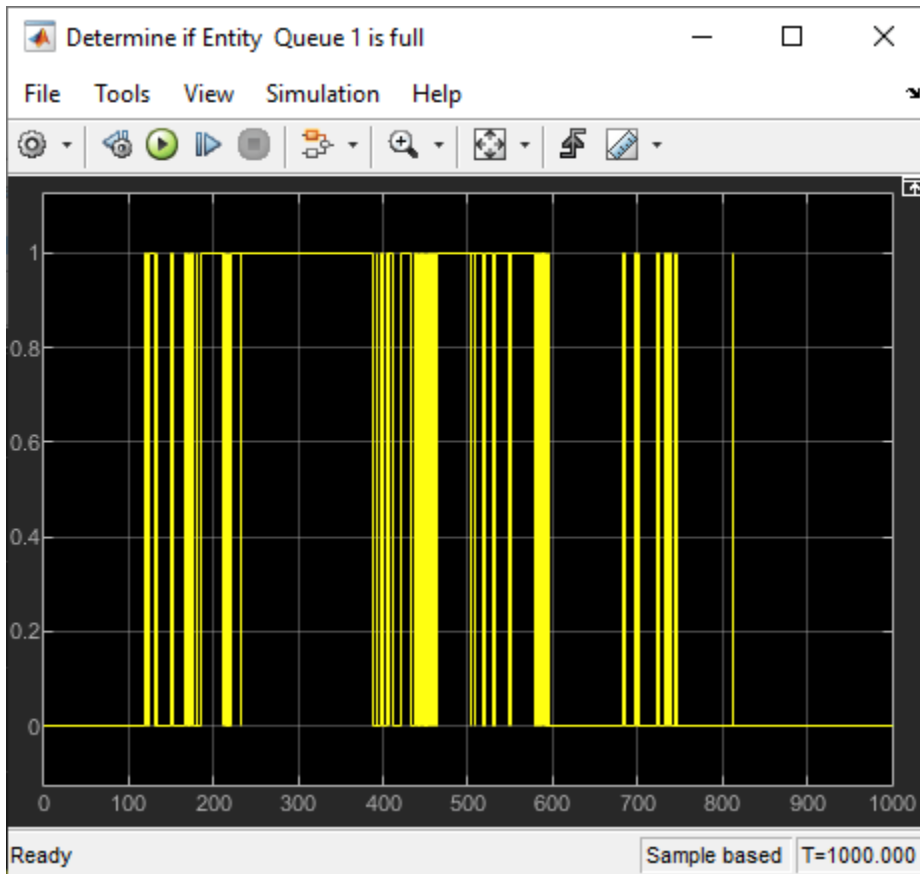 Determine if Entity Queue 1 is full
File Tools View Simulation Help
1
0.8
0.6
0.4
0.2
0
0 100 200 300 400 500 600 700 800 900 1000
Ready Sample based T=1000.000